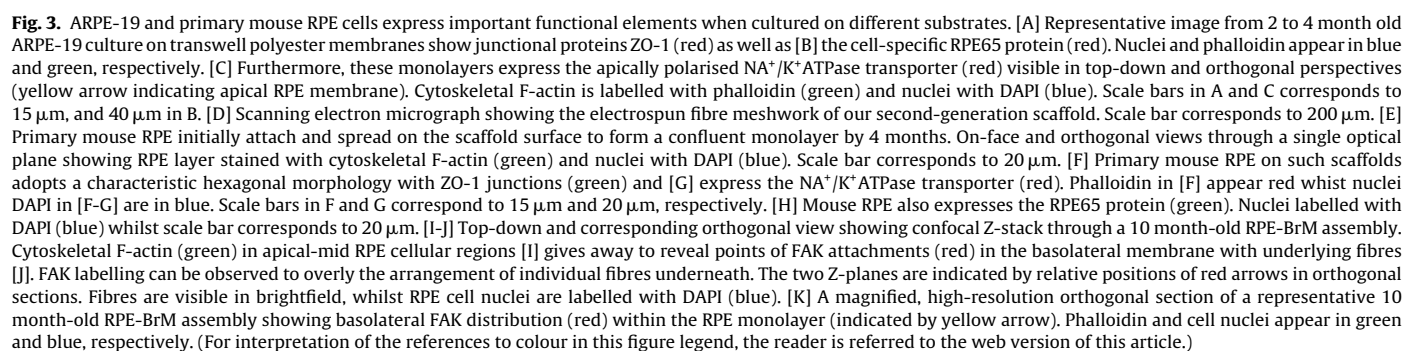 Fig. 3. ARPE-19 and primary mouse RPE cells express important functional elements when cultured on different substrates. [A] Representative image from 2 to 4 month old
ARPE-19 culture on transwell polyester membranes show junctional proteins ZO-1 (red) as well as [B] the cell-specific RPE65 protein (red). Nuclei and phalloidin appear in blue
and green, respectively. [C] Furthermore, these monolayers express the apically polarised NA⁺/K⁺ATPase transporter (red) visible in top-down and orthogonal perspectives
(yellow arrow indicating apical RPE membrane). Cytoskeletal F-actin is labelled with phalloidin (green) and nuclei with DAPI (blue). Scale bars in A and C corresponds to
15 μm, and 40 μm in B. [D] Scanning electron micrograph showing the electrospun fibre meshwork of our second-generation scaffold. Scale bar corresponds to 200 μm. [E]
Primary mouse RPE initially attach and spread on the scaffold surface to form a confluent monolayer by 4 months. On-face and orthogonal views through a single optical
plane showing RPE layer stained with cytoskeletal F-actin (green) and nuclei with DAPI (blue). Scale bar corresponds to 20 μm. [F] Primary mouse RPE on such scaffolds
adopts a characteristic hexagonal morphology with ZO-1 junctions (green) and [G] express the NA⁺/K⁺ATPase transporter (red). Phalloidin in [F] appear red whist nuclei
DAPI in [F-G] are in blue. Scale bars in F and G correspond to 15 μm and 20 μm, respectively. [H] Mouse RPE also expresses the RPE65 protein (green). Nuclei labelled with
DAPI (blue) whilst scale bar corresponds to 20 μm. [I-J] Top-down and corresponding orthogonal view showing confocal Z-stack through a 10 month-old RPE-BrM assembly.
Cytoskeletal F-actin (green) in apical-mid RPE cellular regions [I] gives away to reveal points of FAK attachments (red) in the basolateral membrane with underlying fibres
[J]. FAK labelling can be observed to overly the arrangement of individual fibres underneath. The two Z-planes are indicated by relative positions of red arrows in orthogonal
sections. Fibres are visible in brightfield, whilst RPE cell nuclei are labelled with DAPI (blue). [K] A magnified, high-resolution orthogonal section of a representative 10
month-old RPE-BrM assembly showing basolateral FAK distribution (red) within the RPE monolayer (indicated by yellow arrow). Phalloidin and cell nuclei appear in green
and blue, respectively. (For interpretation of the references to colour in this figure legend, the reader is referred to the web version of this article.)